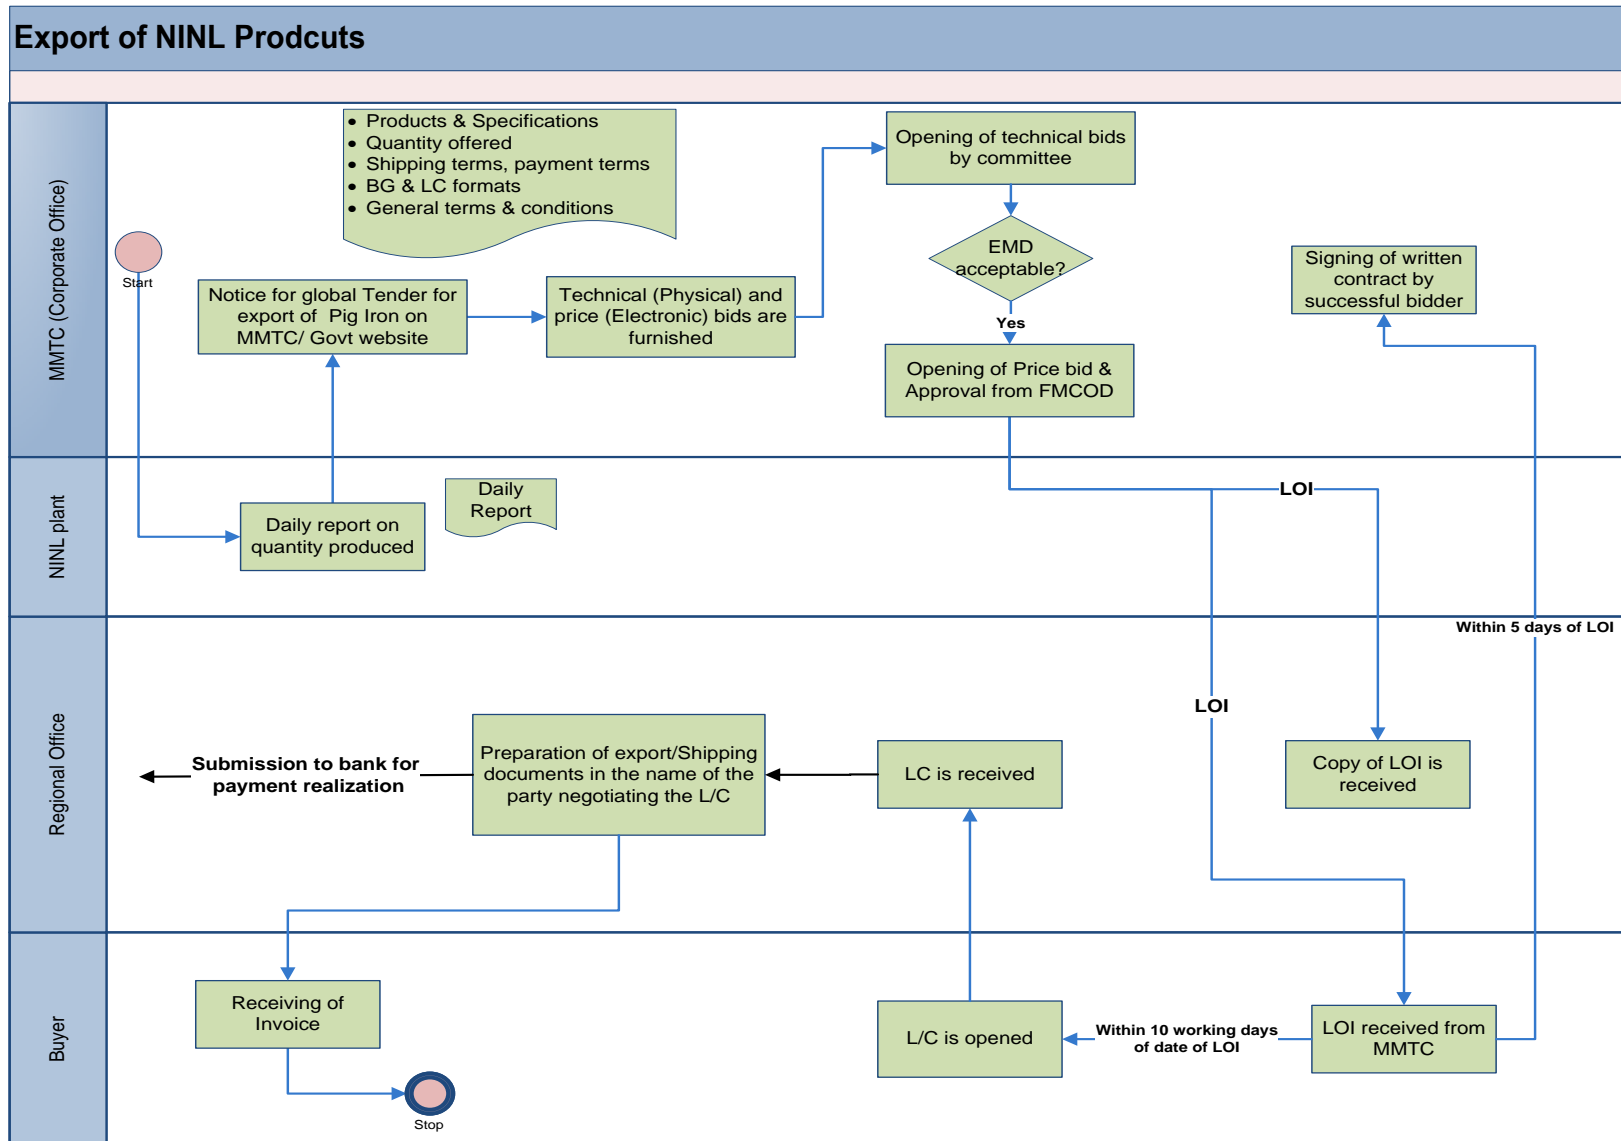 Export of NINL Prodcuts
MMTC (Corporate Office)
• Products & Specifications
• Quantity offered
• Shipping terms, payment terms
• BG & LC formats
• General terms & conditions
Opening of technical bids
by committee
EMD
acceptable?
Yes
Start
Notice for global Tender for
export of Pig Iron on
MMTC/ Govt website
Technical (Physical) and
price (Electronic) bids are
furnished
Opening of Price bid &
Approval from FMCOD
Signing of written
contract by
successful bidder
NINL plant
Daily report on
quantity produced
Daily
Report
LOI
Within 5 days of LOI
Regional Office
LOI
Submission to bank for
payment realization
Preparation of export/Shipping
documents in the name of the
party negotiating the L/C
LC is received
Copy of LOI is
received
Buyer
Receiving of
Invoice
L/C is opened
Within 10 working days
of date of LOI
LOI received from
MMTC
Stop